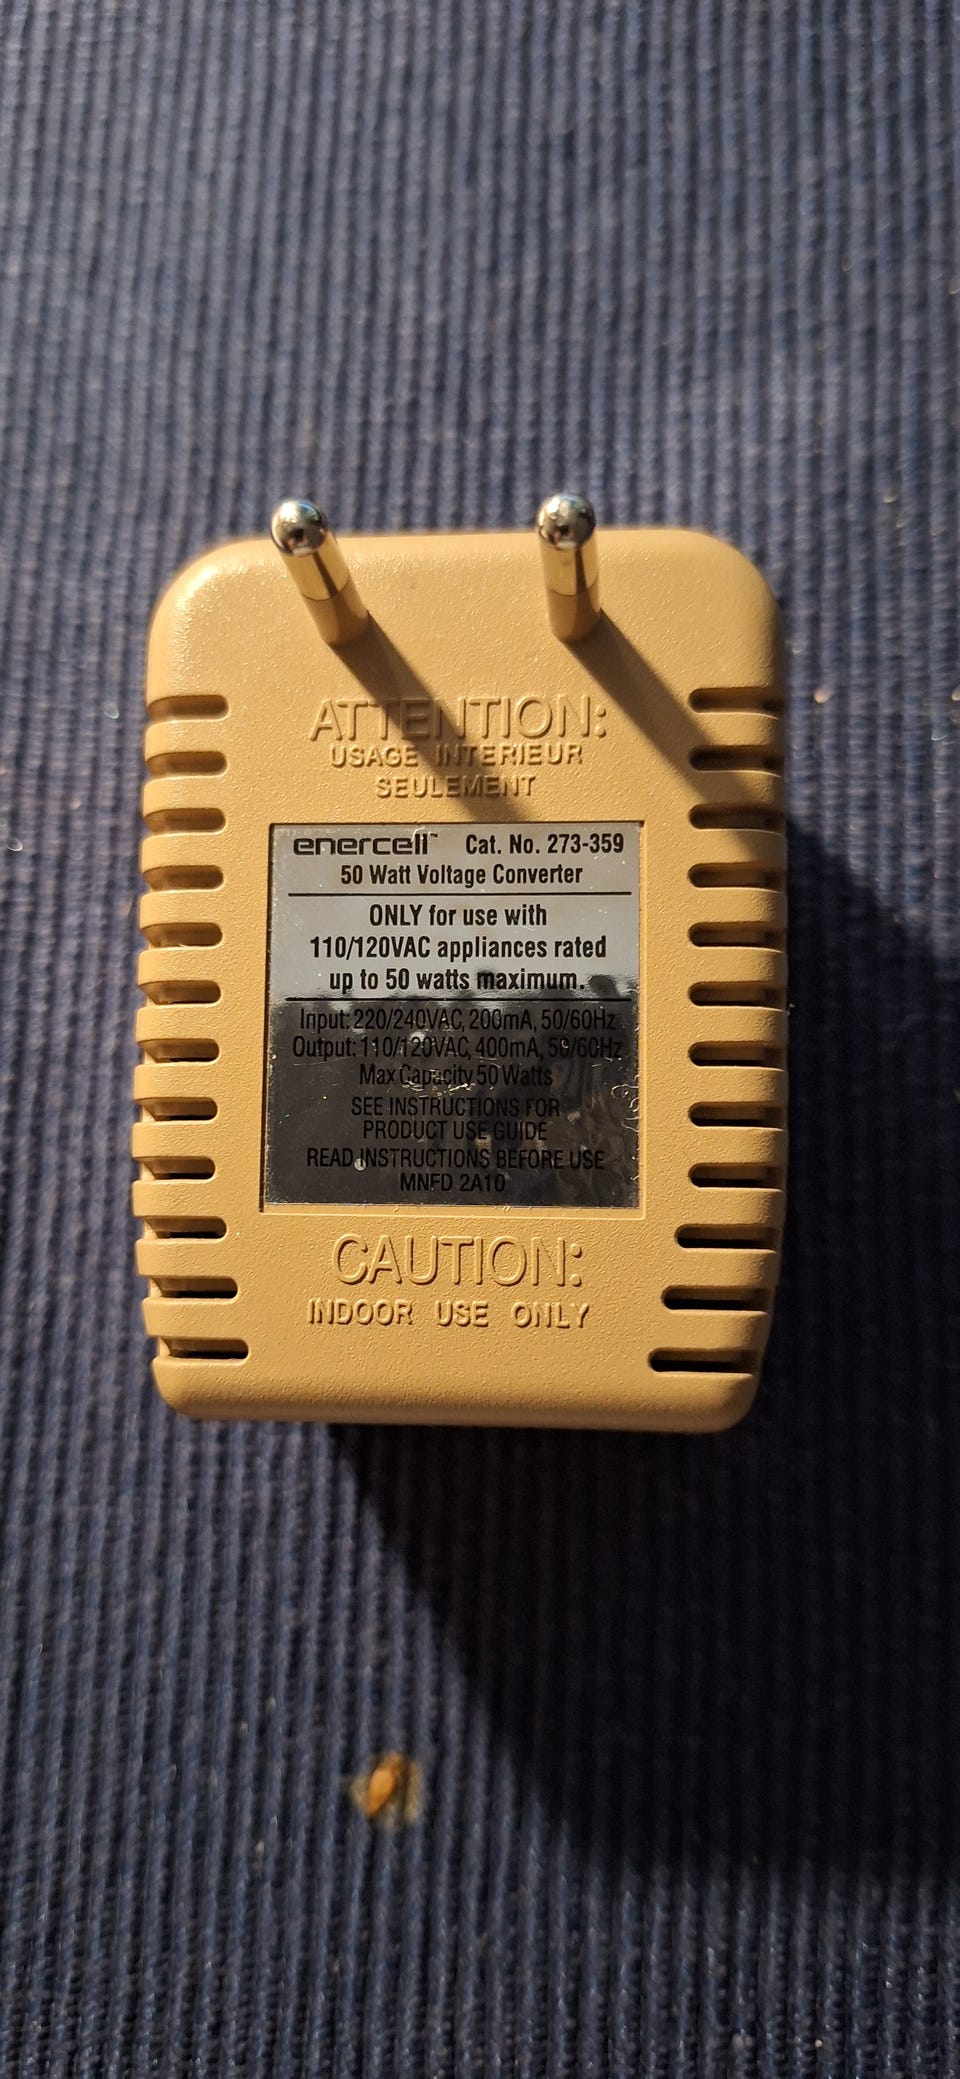 ATTENTION:
USAGE INTERIEUR
SEULEMENT
enercell™ Cat. No. 273-359
50 Watt Voltage Converter
ONLY for use with
110/120VAC appliances rated
up to 50 watts maximum.
Input: 220/240VAC, 200mA, 50/60Hz
Output: 110/120VAC, 400mA, 50/60Hz
Max Capacity 50 Watts
SEE INSTRUCTIONS FOR
PRODUCT USE GUIDE
READ INSTRUCTIONS BEFORE USE
MNFD 2A10
CAUTION:
INDOOR USE ONLY